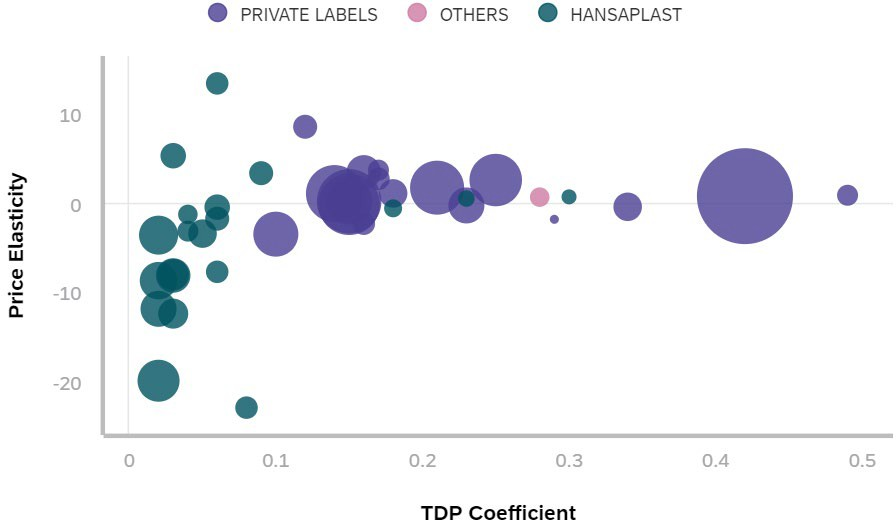 PRIVATE LABELS OTHERS HANSAPLAST
10
0
-10
-20
Price Elasticity
0 0.1 0.2 0.3 0.4 0.5
TDP Coefficient